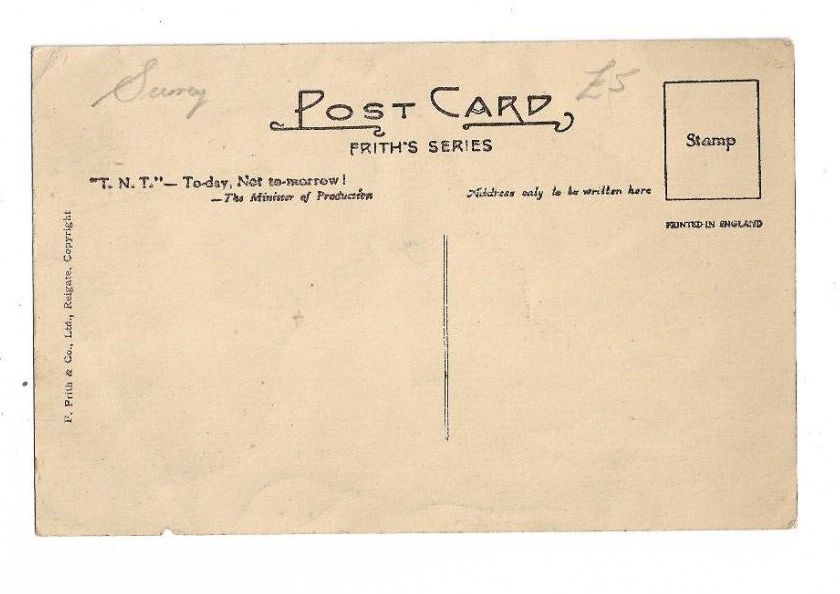 Surrey
£5
POST CARD
FRITH'S SERIES
Stamp
"T. N. T."— To-day, Not to-morrow!
—The Minister of Production
Address only to be written here
PRINTED IN ENGLAND
F. Frith & Co., Ltd., Reigate. Copyright